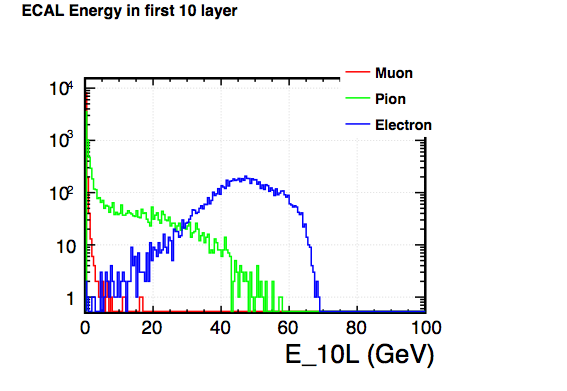 ECAL Energy in first 10 layer
Muon
Pion
Electron
10⁴
10³
10²
10
1
0 20 40 60 80 100
E_10L (GeV)